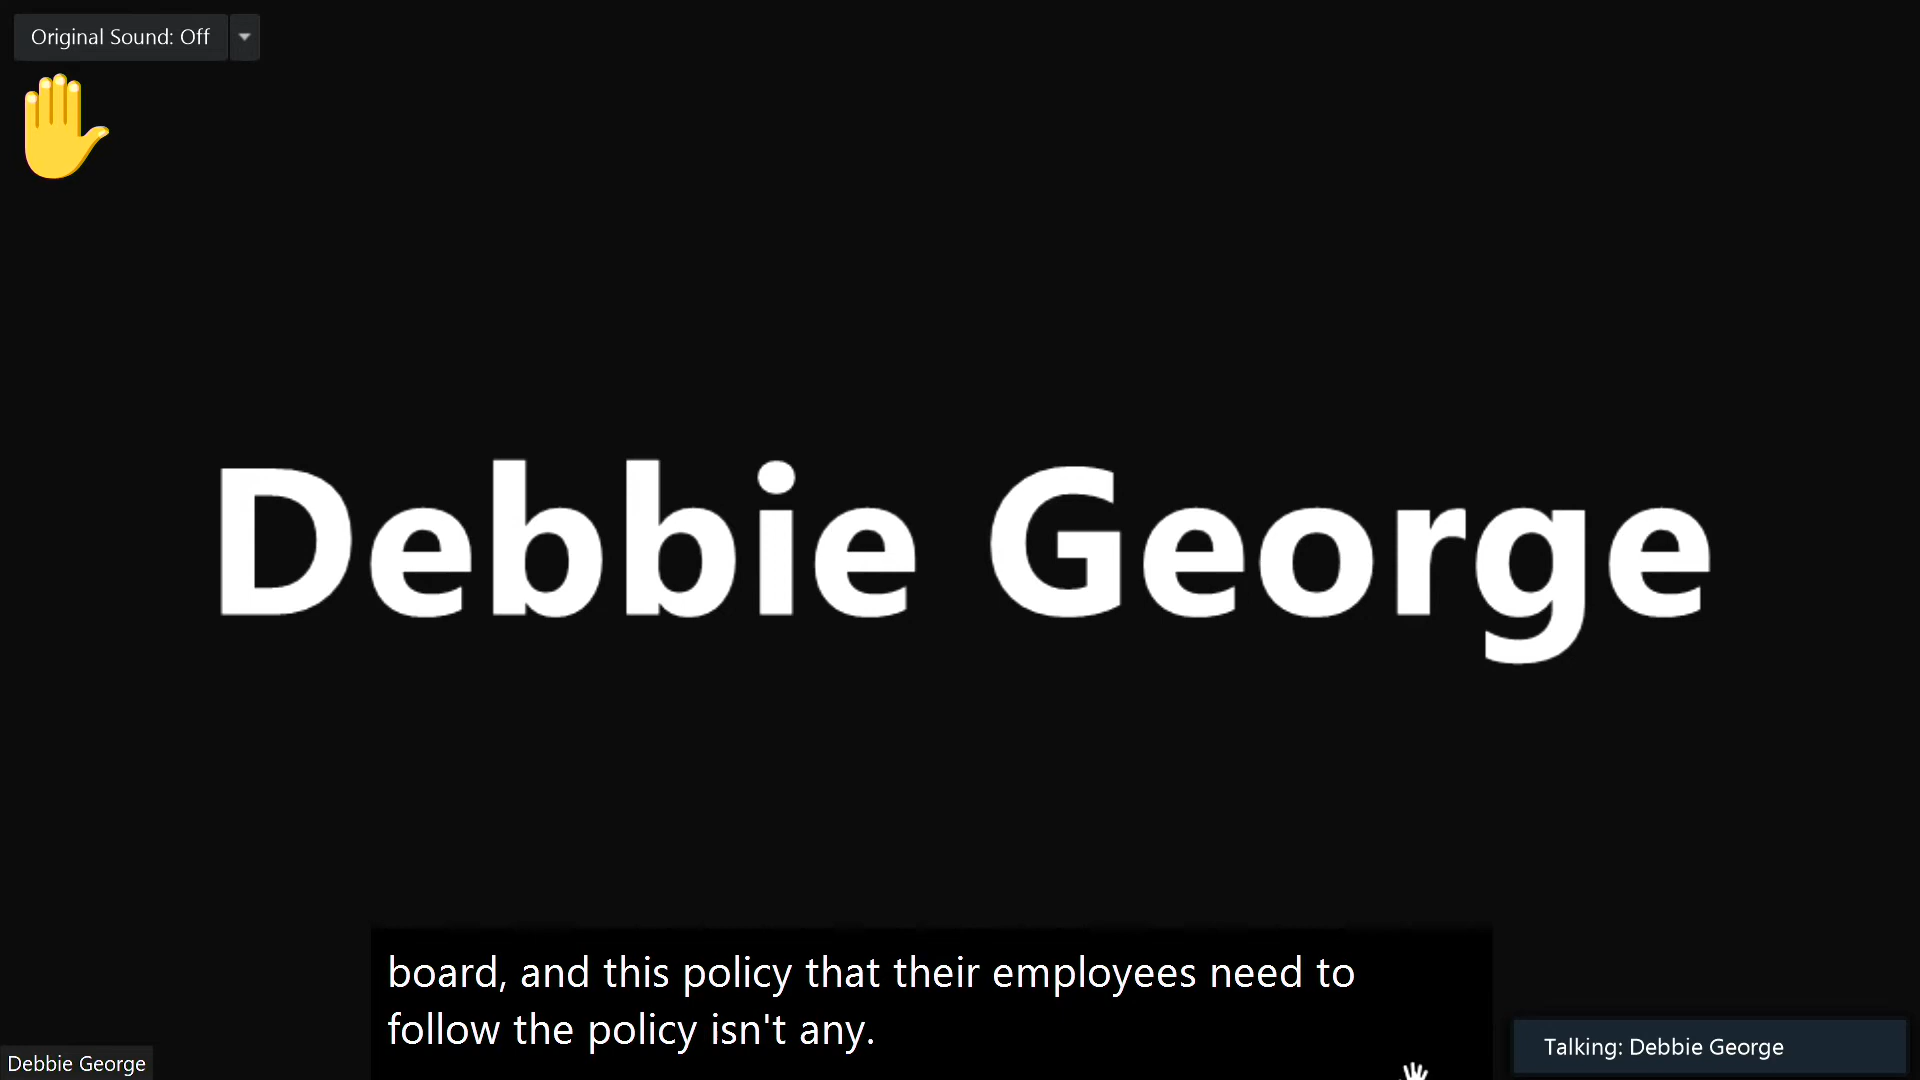 Original Sound: Off
Debbie George
board, and this policy that their employees need to
follow the policy isn't any.
Talking: Debbie George
Debbie George